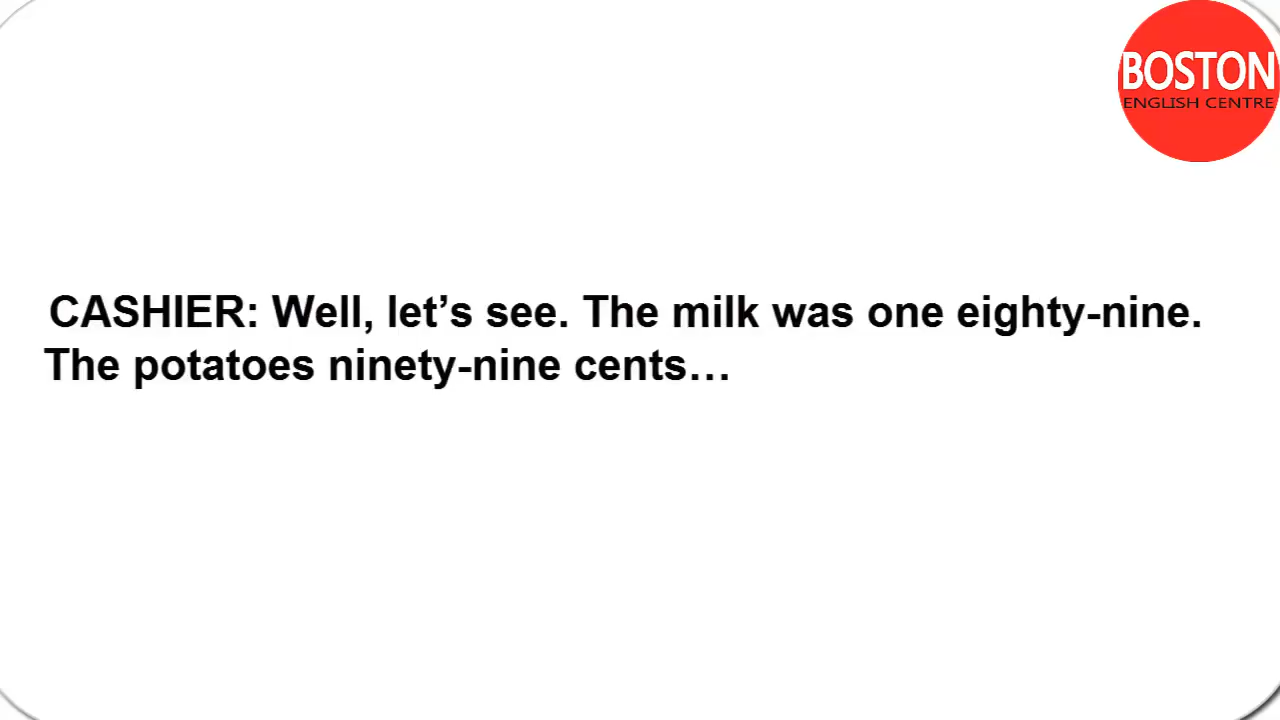 BOSTON
ENGLISH CENTRE
CASHIER: Well, let’s see. The milk was one eighty-nine.
The potatoes ninety-nine cents…